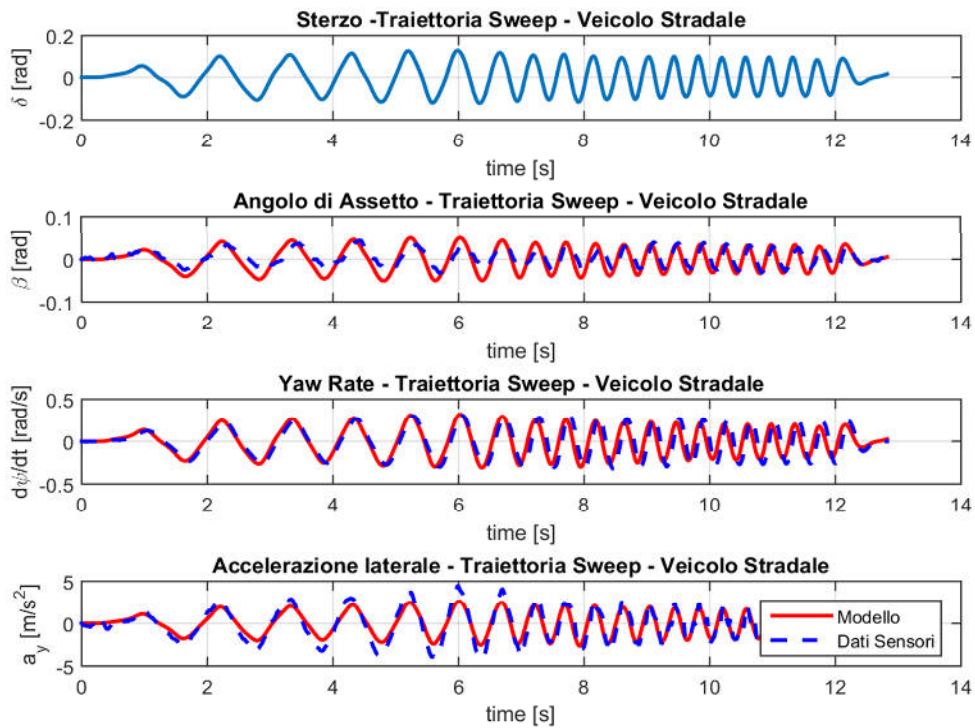 Sterzo -Traiettoria Sweep - Veicolo Stradale
δ [rad]
0.2
0
-0.2
0 2 4 6 8 10 12 14
time [s]
Angolo di Assetto - Traiettoria Sweep - Veicolo Stradale
β [rad]
0.1
0
-0.1
0 2 4 6 8 10 12 14
time [s]
Yaw Rate - Traiettoria Sweep - Veicolo Stradale
dψ/dt [rad/s]
0.5
0
-0.5
0 2 4 6 8 10 12 14
time [s]
Accelerazione laterale - Traiettoria Sweep - Veicolo Stradale
a_y [m/s²]
5
0
-5
Modello
Dati Sensori
0 2 4 6 8 10 12 14
time [s]